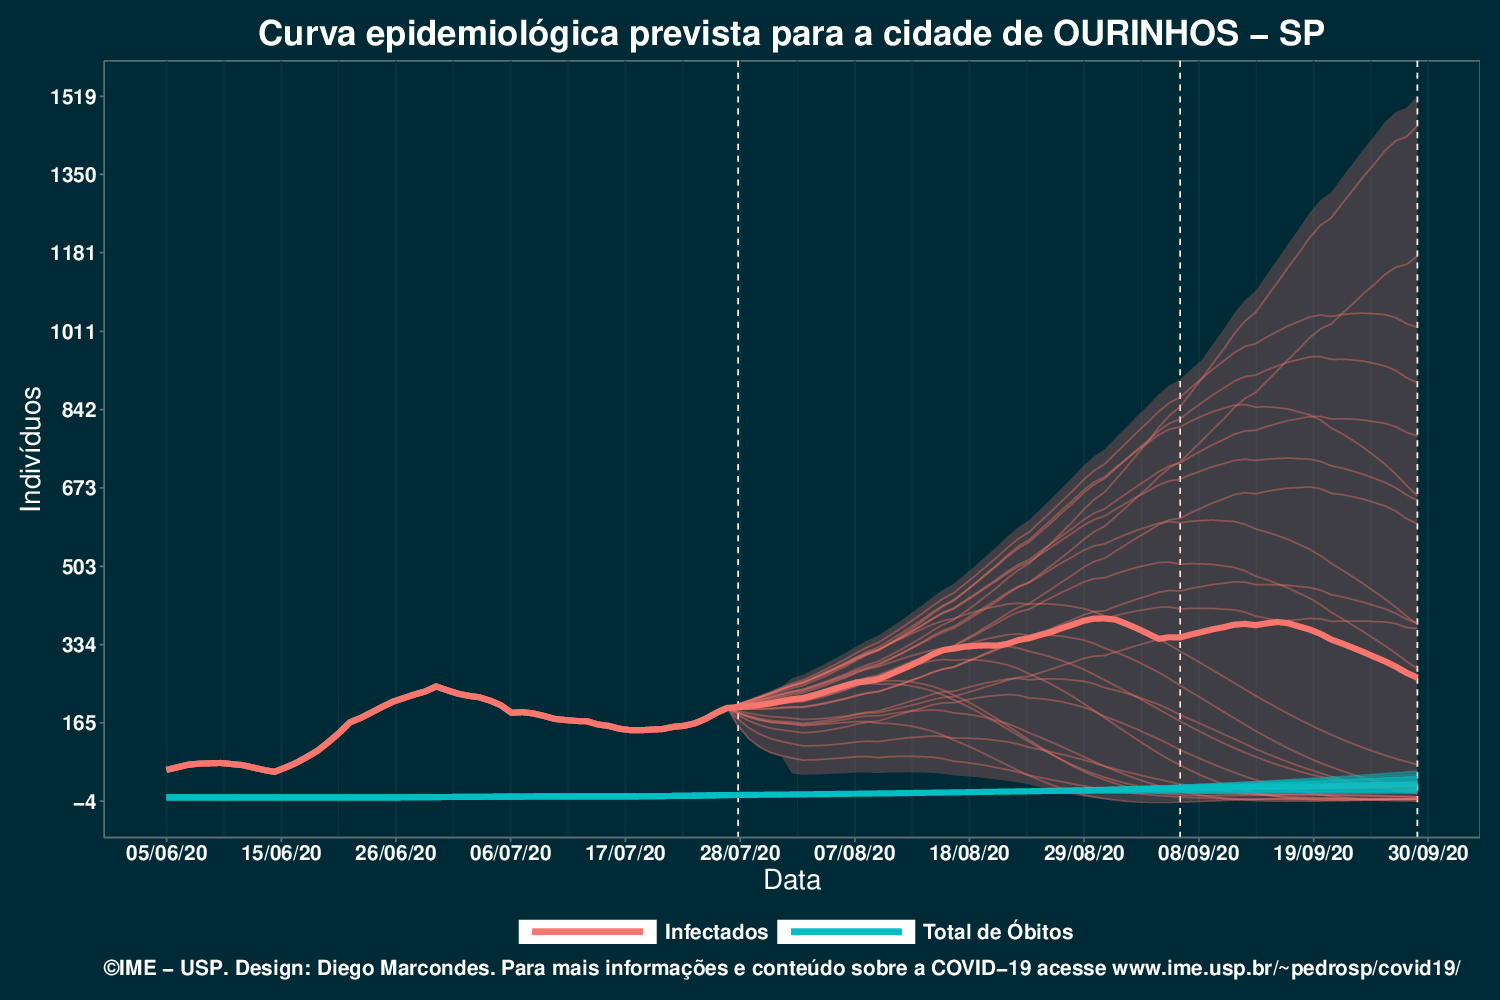 Curva epidemiológica prevista para a cidade de OURINHOS – SP
1519
1350
1181
1011
842
673
503
334
165
−4
Indivíduos
05/06/20 15/06/20 26/06/20 06/07/20 17/07/20 28/07/20 07/08/20 18/08/20 29/08/20 08/09/20 19/09/20 30/09/20
Data
Infectados Total de Óbitos
©IME – USP. Design: Diego Marcondes. Para mais informações e conteúdo sobre a COVID−19 acesse www.ime.usp.br/~pedrosp/covid19/